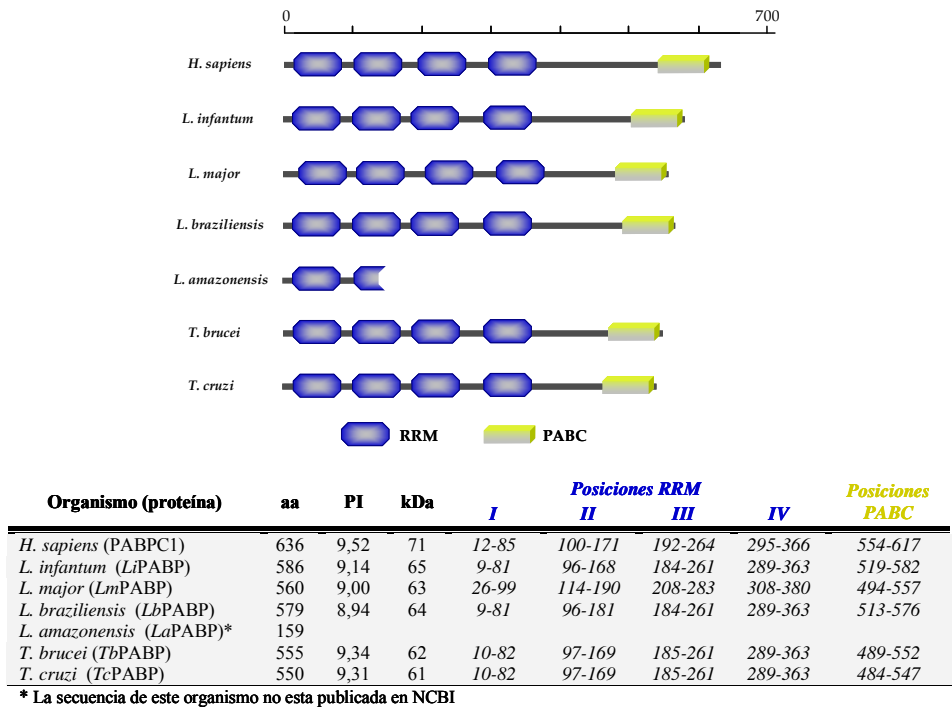 0 700
H. sapiens
L. infantum
L. major
L. braziliensis
L. amazonensis
T. brucei
T. cruzi
RRM PABC
Organismo (proteína) aa PI kDa Posiciones RRM Posiciones PABC
I II III IV
H. sapiens (PABPC1) 636 9,52 71 12-85 100-171 192-264 295-366 554-617
L. infantum (LiPABP) 586 9,14 65 9-81 96-168 184-261 289-363 519-582
L. major (LmPABP) 560 9,00 63 26-99 114-190 208-283 308-380 494-557
L. braziliensis (LbPABP) 579 8,94 64 9-81 96-181 184-261 289-363 513-576
L. amazonensis (LaPABP)* 159
T. brucei (TbPABP) 555 9,34 62 10-82 97-169 185-261 289-363 489-552
T. cruzi (TcPABP) 550 9,31 61 10-82 97-169 185-261 289-363 484-547
* La secuencia de este organismo no esta publicada en NCBI